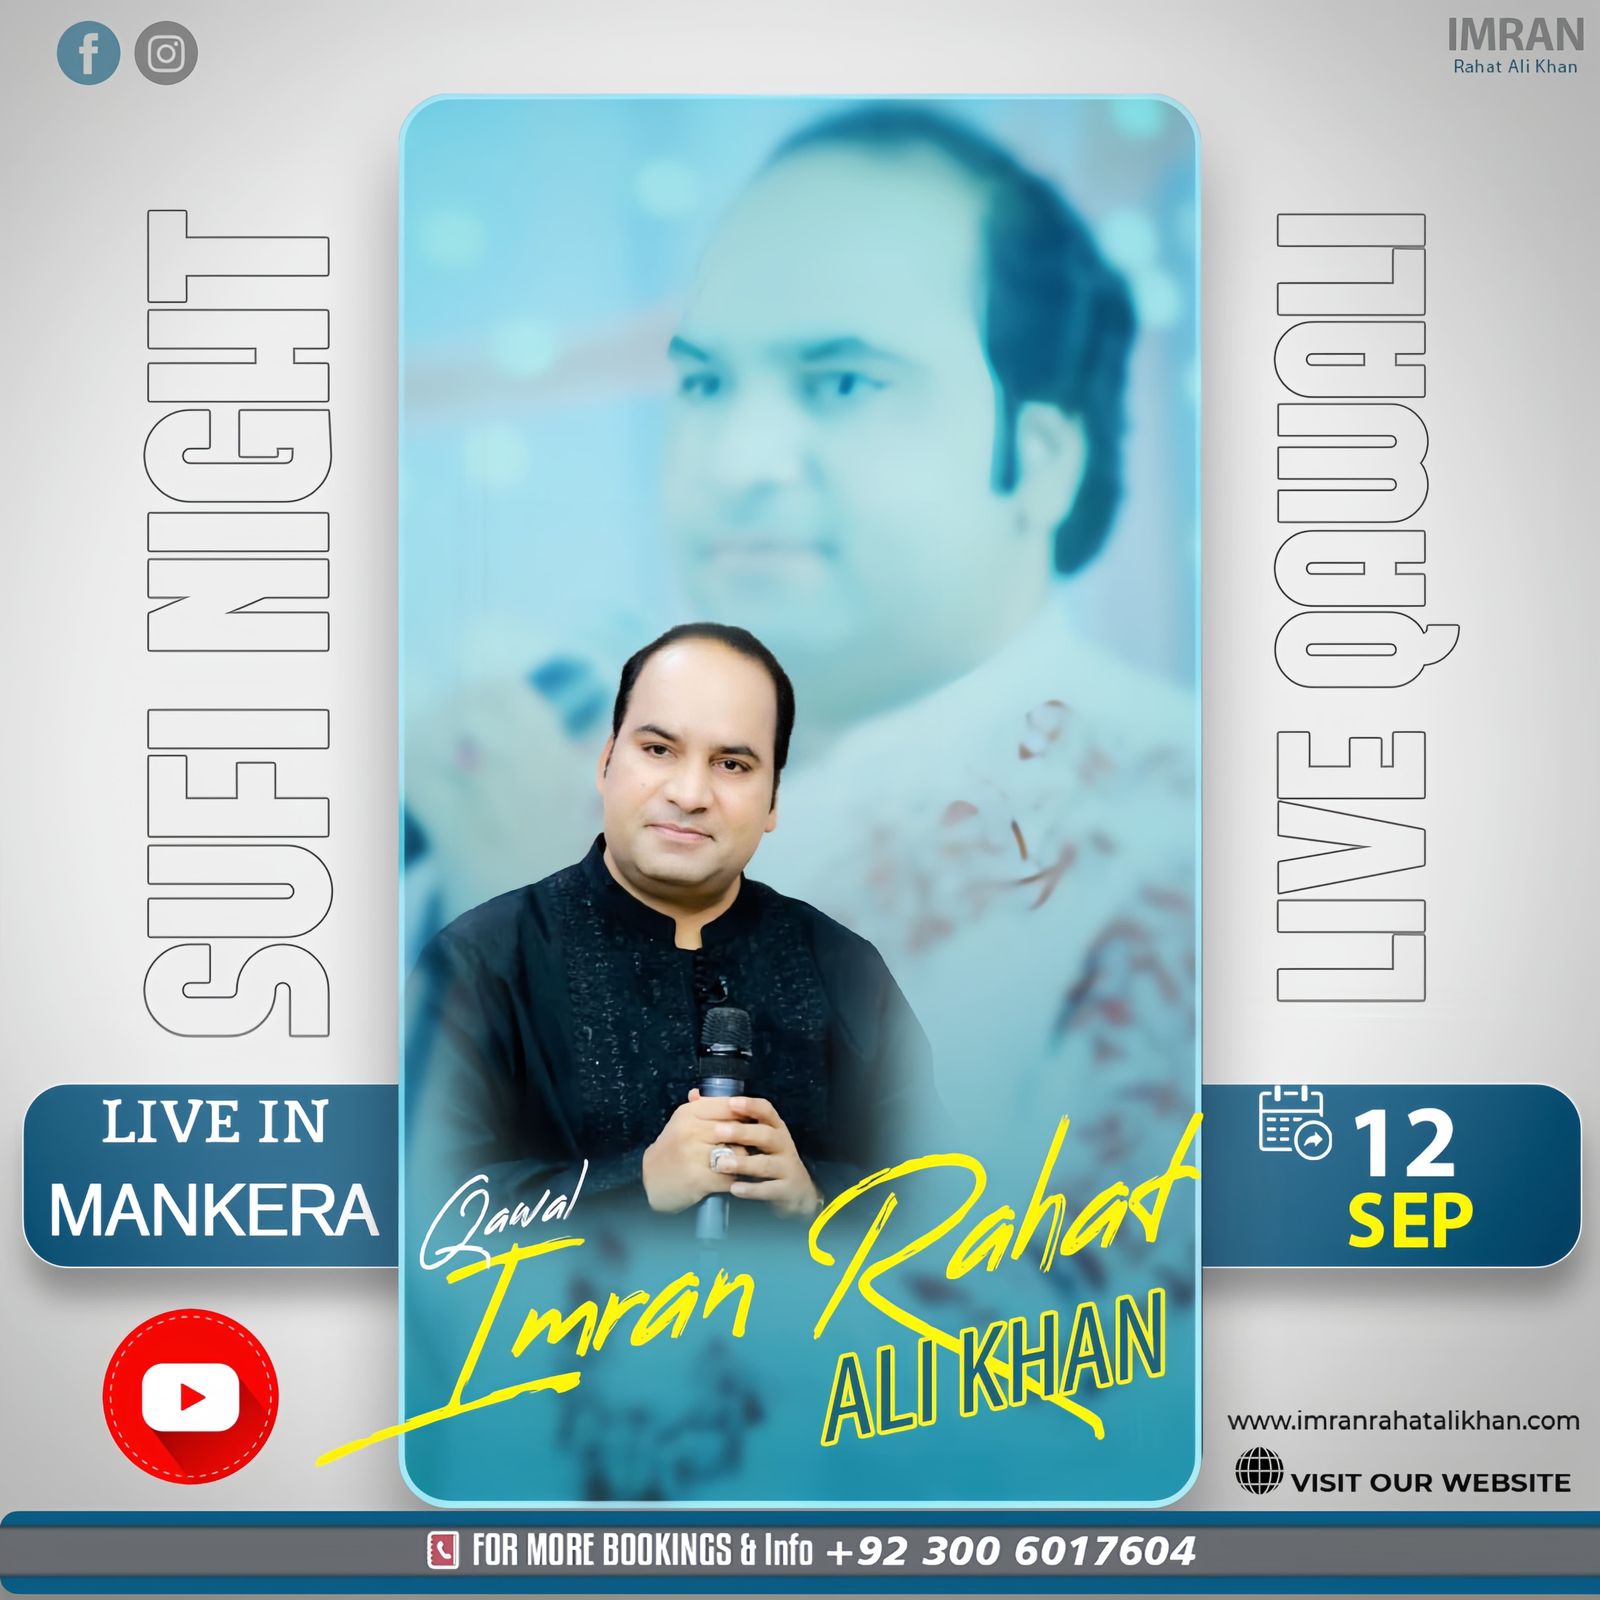 IMRAN
Rahat Ali Khan
SUFI NIGHT
LIVE QAWALI
LIVE IN
MANKERA
12
SEP
Qawal
Imran Rahat
ALI KHAN
www.imranrahatalikhan.com
VISIT OUR WEBSITE
FOR MORE BOOKINGS & Info +92 300 6017604